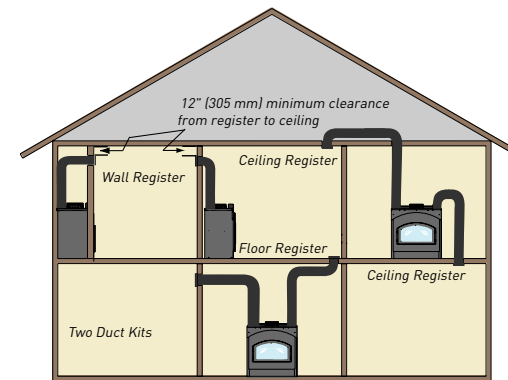 12" (305 mm) minimum clearance
from register to ceiling
Ceiling Register
Wall Register
Floor Register
Ceiling Register
Two Duct Kits